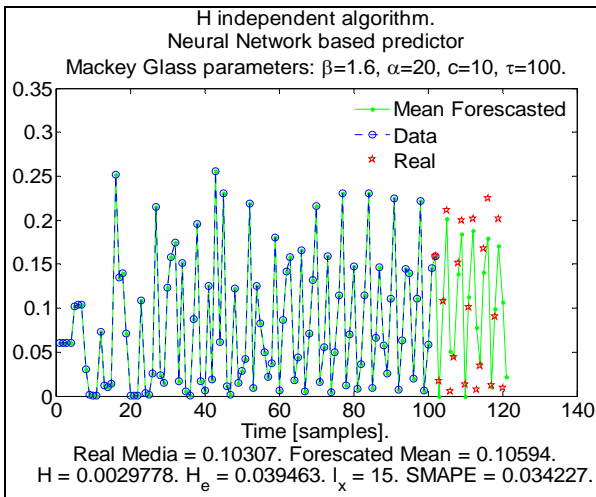 H independent algorithm.
Neural Network based predictor
Mackey Glass parameters: β=1.6, α=20, c=10, τ=100.
0.35
0.3
0.25
0.2
0.15
0.1
0.05
0
Mean Forescasted
Data
Real
0 20 40 60 80 100 120 140
Time [samples].
Real Media = 0.10307. Forescated Mean = 0.10594.
H = 0.0029778. H_e = 0.039463. l_x = 15. SMAPE = 0.034227.